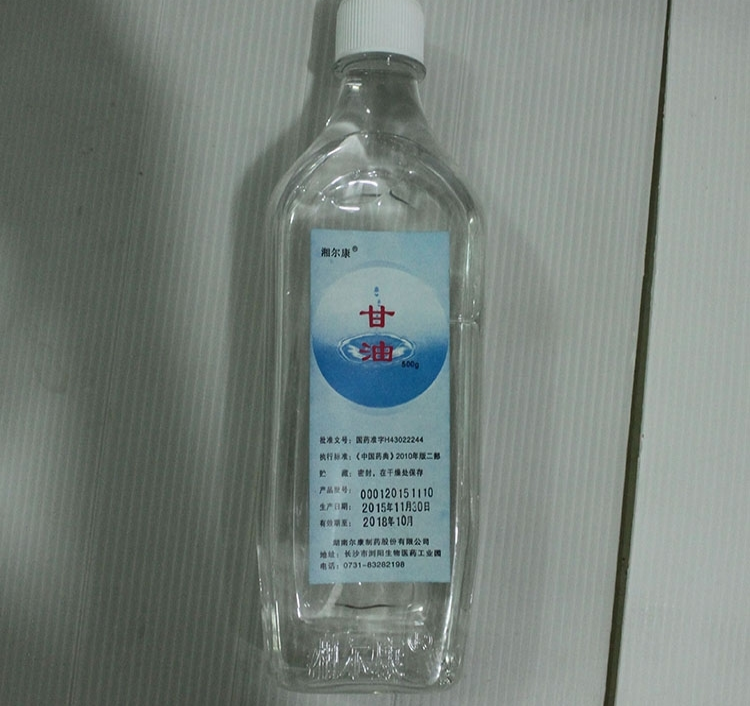 湘尔康®
甘
油
500g
批准文号：国药准字H43022244
执行标准：《中国药典》2010年版二部
贮 藏：密封，在干燥处保存
产品批号：000120151110
生产日期：2015年11月30日
有效期至：2018年10月
湖南尔康制药股份有限公司
地址：长沙市浏阳生物医药工业园
电话：0731-83282198
湘尔康